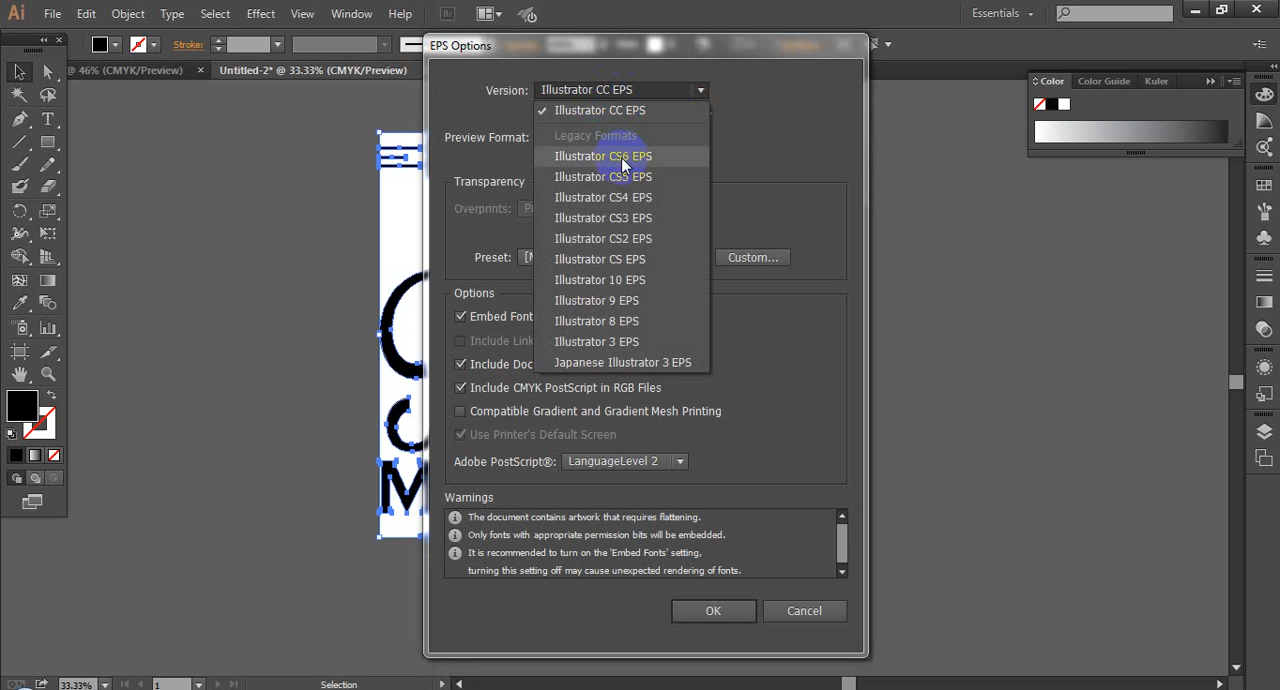 Ai File Edit Object Type Select Effect View Window Help Br Essentials
Stroke:
@ 46% (CMYK/Preview) × Untitled-2* @ 33.33% (CMYK/Preview)
EPS Options
Version: Illustrator CC EPS
Illustrator CC EPS
Legacy Formats
Illustrator CS6 EPS
Illustrator CS5 EPS
Illustrator CS4 EPS
Illustrator CS3 EPS
Illustrator CS2 EPS
Illustrator CS EPS
Illustrator 10 EPS
Illustrator 9 EPS
Illustrator 8 EPS
Illustrator 3 EPS
Japanese Illustrator 3 EPS
Preview Format:
Transparency
Overprints:
Preset: Custom...
Options
Embed Font
Include Link
Include Doc
Include CMYK PostScript in RGB Files
Compatible Gradient and Gradient Mesh Printing
Use Printer's Default Screen
Adobe PostScript®: LanguageLevel 2
Warnings
The document contains artwork that requires flattening.
Only fonts with appropriate permission bits will be embedded.
It is recommended to turn on the 'Embed Fonts' setting,
turning this setting off may cause unexpected rendering of fonts.
OK Cancel
Color Color Guide Kuler
33.33% 1 Selection